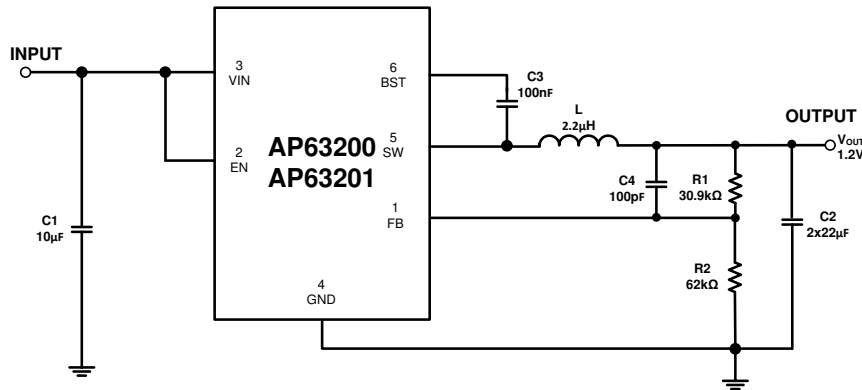 INPUT
3
VIN
2
EN
C1
10µF
AP63200
AP63201
6
BST
5
SW
1
FB
4
GND
C3
100nF
L
2.2µH
C4
100pF
R1
30.9kΩ
R2
62kΩ
C2
2x22µF
OUTPUT
VOUT
1.2V